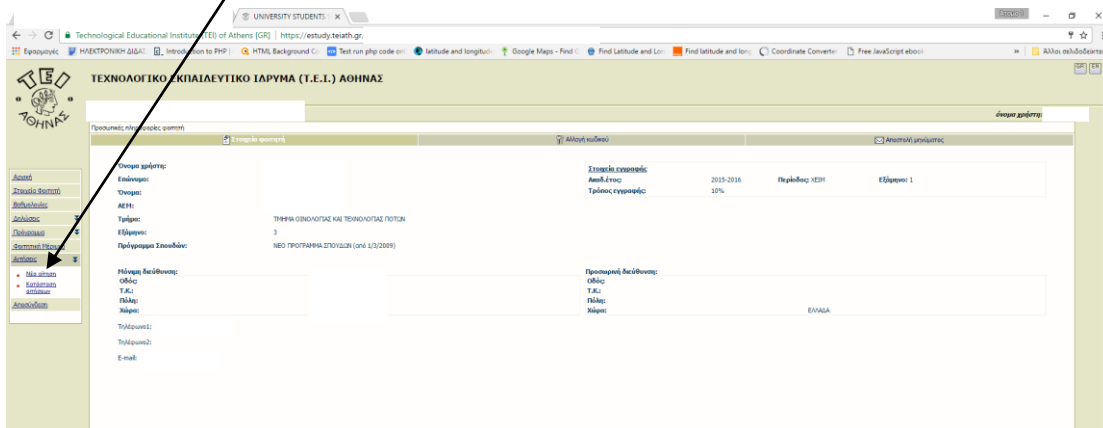 UNIVERSITY STUDENTS
Technological Educational Institute (TEI) of Athens [GR] | https://estudy.teiath.gr
Εφαρμογές ΗΛΕΚΤΡΟΝΙΚΗ Introduction to PHP HTML Background Test run php code latitude and Google Maps - Find Find Latitude and Lon Find latitude and long Coordinate Converter Free JavaScript ebook » Άλλοι σελιδοδείκτες
GR EN
ΤΕΙ ΑΘΗΝΑΣ
ΤΕΧΝΟΛΟΓΙΚΟ ΕΚΠΑΙΔΕΥΤΙΚΟ ΙΔΡΥΜΑ (Τ.Ε.Ι.) ΑΘΗΝΑΣ
όνομα χρήστη:
Προσωπικές πληροφορίες φοιτητή
Στοιχεία φοιτητή Αλλαγή κωδικού Αποστολή μηνύματος
Αρχική
Στοιχεία Φοιτητή
Βαθμολογίες
Δηλώσεις
Πρόγραμμα
Φοιτητική Μέριμνα
Αιτήσεις
Νέα αίτηση
Κατάσταση
αιτήσεων
Αποσύνδεση
Όνομα χρήστη:
Επώνυμο:
Όνομα:
ΑΕΜ:
Τμήμα: ΤΜΗΜΑ ΟΙΝΟΛΟΓΙΑΣ ΚΑΙ ΤΕΧΝΟΛΟΓΙΑΣ ΠΟΤΩΝ
Εξάμηνο: 3
Πρόγραμμα Σπουδών: ΝΕΟ ΠΡΟΓΡΑΜΜΑ ΣΠΟΥΔΩΝ (από 1/3/2009)
Στοιχεία εγγραφής
Ακαδ.έτος: 2015-2016 Περίοδος: ΧΕΙΜ Εξάμηνο: 1
Τρόπος εγγραφής: 10%
Μόνιμη διεύθυνση:
Οδός:
Τ.Κ.:
Πόλη:
Χώρα:
Προσωρινή διεύθυνση:
Οδός:
Τ.Κ.:
Πόλη:
Χώρα: ΕΛΛΑΔΑ
Τηλέφωνο1:
Τηλέφωνο2:
E-mail: